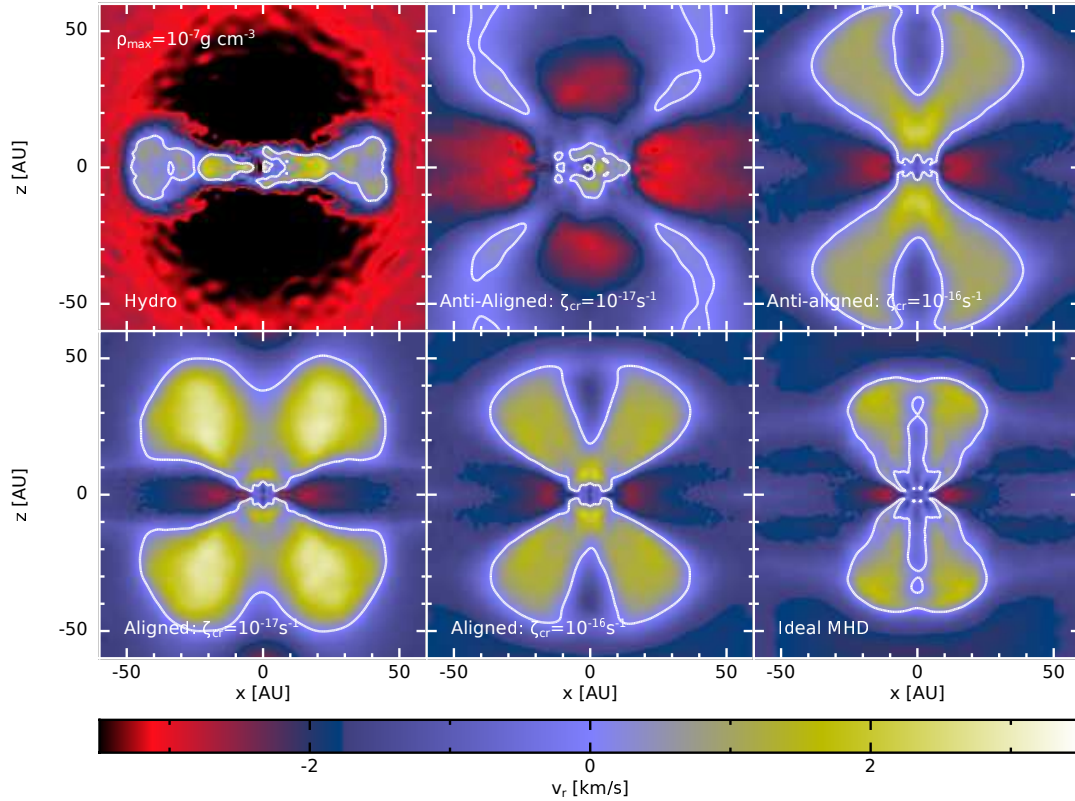 ρmax=10⁻⁷g cm⁻³
50
z [AU]
0
-50
Hydro
Anti-Aligned: ζcr=10⁻¹⁷s⁻¹
Anti-aligned: ζcr=10⁻¹⁶s⁻¹
50
z [AU]
0
-50
Aligned: ζcr=10⁻¹⁷s⁻¹
Aligned: ζcr=10⁻¹⁶s⁻¹
Ideal MHD
-50 0 50
-50 0 50
-50 0 50
x [AU]
x [AU]
x [AU]
-2 0 2
vr [km/s]